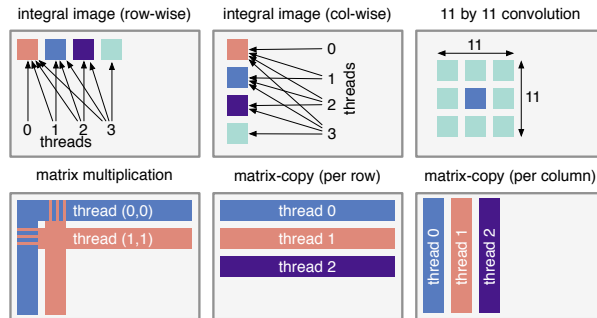 integral image (row-wise)
0 1 2 3
threads
integral image (col-wise)
0
1
2
3
threads
11 by 11 convolution
11
11
matrix multiplication
thread (0,0)
thread (1,1)
matrix-copy (per row)
thread 0
thread 1
thread 2
matrix-copy (per column)
thread 0
thread 1
thread 2